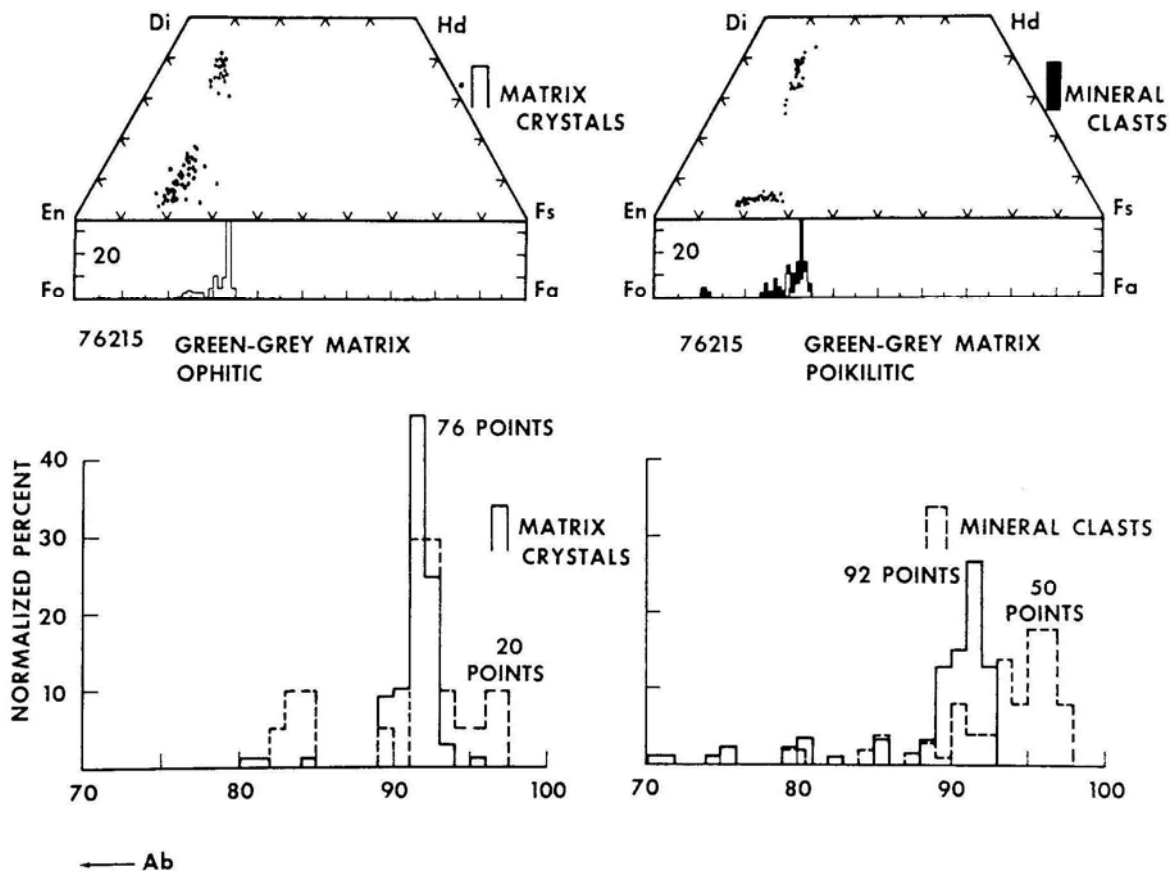 Di Hd
MATRIX
CRYSTALS
En Fs
20
Fo Fa
76215 GREEN-GREY MATRIX
OPHITIC
Di Hd
MINERAL
CLASTS
En Fs
20
Fo Fa
76215 GREEN-GREY MATRIX
POIKILITIC
NORMALIZED PERCENT
40
30
20
10
76 POINTS
MATRIX
CRYSTALS
20
POINTS
80 90 100
MINERAL CLASTS
92 POINTS
50
POINTS
70 80 90 100
← Ab